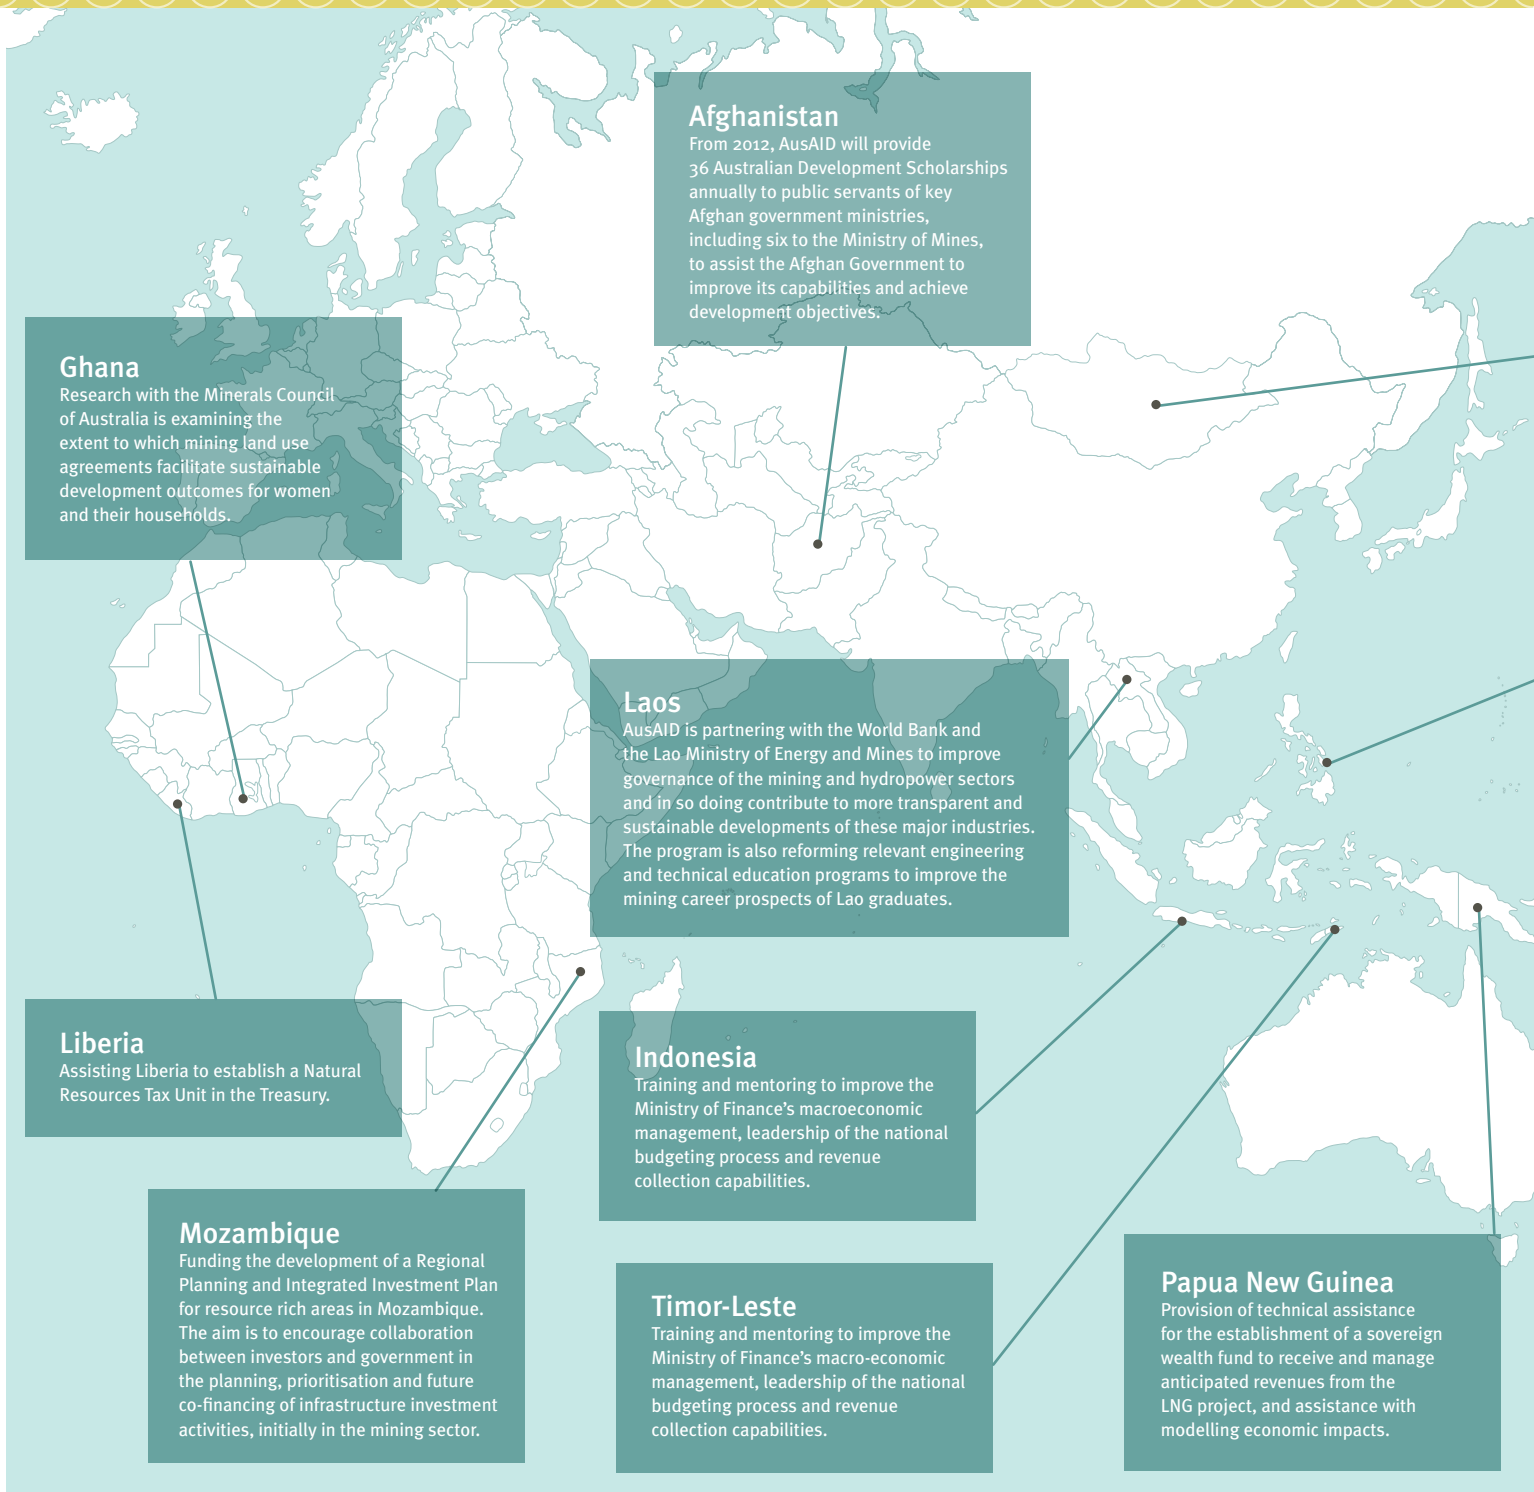 Afghanistan
From 2012, AusAID will provide
36 Australian Development Scholarships
annually to public servants of key
Afghan government ministries,
including six to the Ministry of Mines,
to assist the Afghan Government to
improve its capabilities and achieve
development objectives.
Ghana
Research with the Minerals Council
of Australia is examining the
extent to which mining land use
agreements facilitate sustainable
development outcomes for women
and their households.
Laos
AusAID is partnering with the World Bank and
the Lao Ministry of Energy and Mines to improve
governance of the mining and hydropower sectors
and in so doing contribute to more transparent and
sustainable developments of these major industries.
The program is also reforming relevant engineering
and technical education programs to improve the
mining career prospects of Lao graduates.
Liberia
Assisting Liberia to establish a Natural
Resources Tax Unit in the Treasury.
Indonesia
Training and mentoring to improve the
Ministry of Finance's macroeconomic
management, leadership of the national
budgeting process and revenue
collection capabilities.
Mozambique
Funding the development of a Regional
Planning and Integrated Investment Plan
for resource rich areas in Mozambique.
The aim is to encourage collaboration
between investors and government in
the planning, prioritisation and future
co-financing of infrastructure investment
activities, initially in the mining sector.
Timor-Leste
Training and mentoring to improve the
Ministry of Finance's macro-economic
management, leadership of the national
budgeting process and revenue
collection capabilities.
Papua New Guinea
Provision of technical assistance
for the establishment of a sovereign
wealth fund to receive and manage
anticipated revenues from the
LNG project, and assistance with
modelling economic impacts.